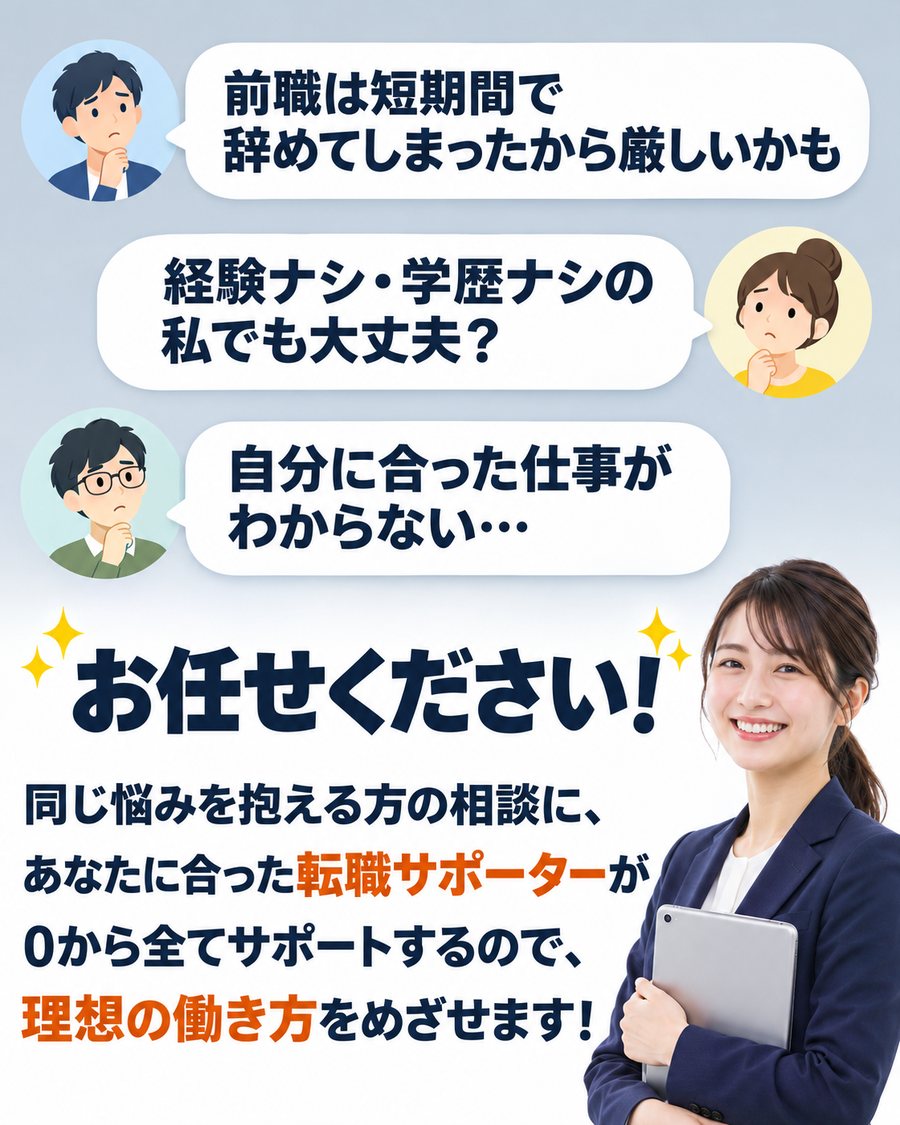 前職は短期間で
辞めてしまったから厳しいかも
経験ナシ・学歴ナシの
私でも大丈夫？
自分に合った仕事が
わからない…
お任せください！
同じ悩みを抱える方の相談に、
あなたに合った転職サポーターが
0から全てサポートするので、
理想の働き方をめざせます！